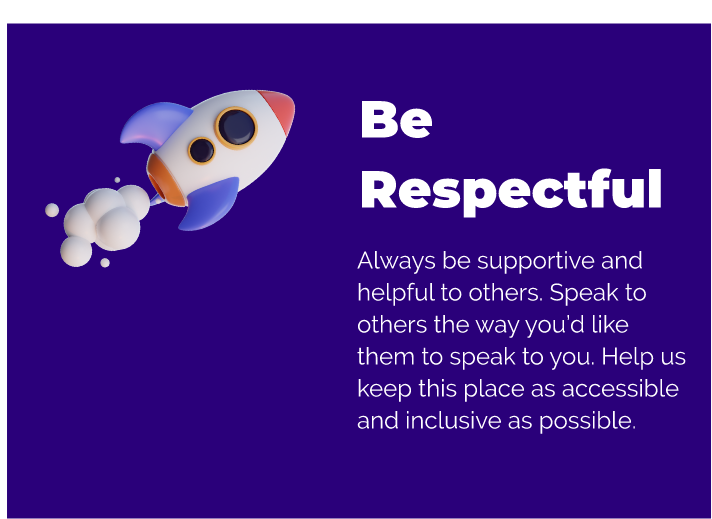 Be
Respectful
Always be supportive and
helpful to others. Speak to
others the way you'd like
them to speak to you. Help us
keep this place as accessible
and inclusive as possible.